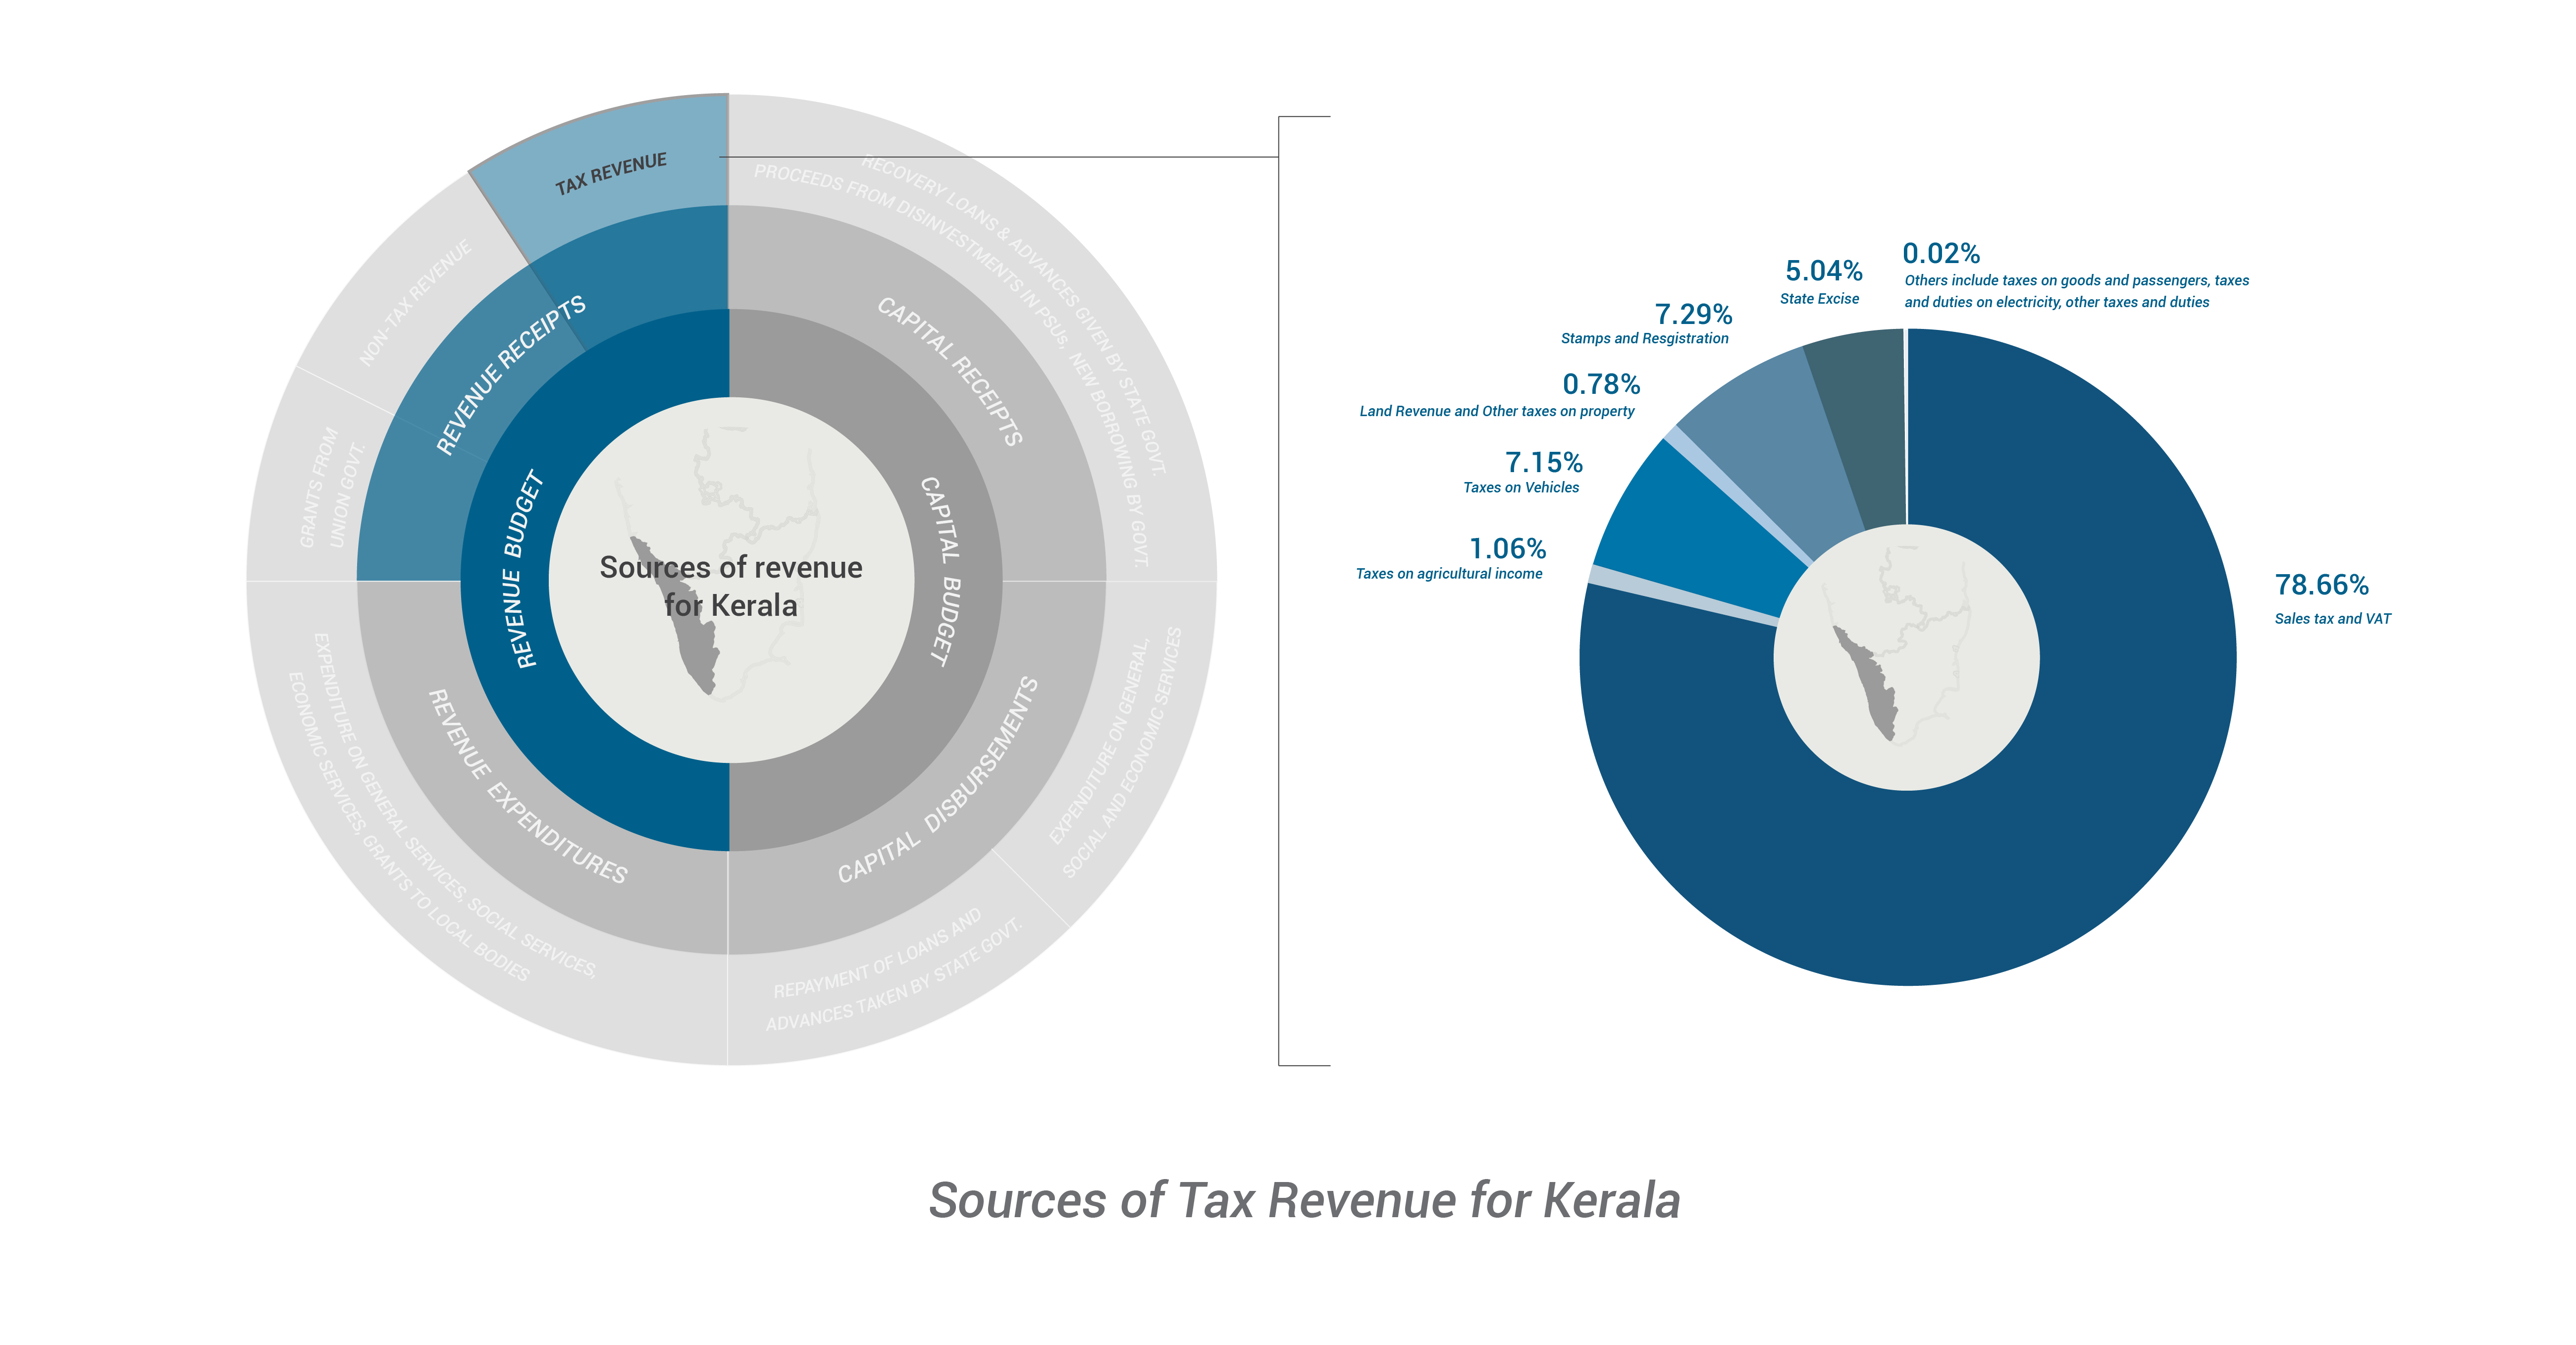 TAX REVENUE
NON-TAX REVENUE
GRANTS FROM
UNION GOVT.
REVENUE RECEIPTS
REVENUE BUDGET
REVENUE EXPENDITURES
EXPENDITURE ON GENERAL SERVICES, SOCIAL SERVICES,
ECONOMIC SERVICES, GRANTS TO LOCAL BODIES
RECOVERY LOANS & ADVANCES GIVEN BY STATE GOVT.
PROCEEDS FROM DISINVESTMENTS IN PSUs, NEW BORROWING BY GOVT.
CAPITAL RECEIPTS
CAPITAL BUDGET
CAPITAL DISBURSEMENTS
EXPENDITURE ON GENERAL,
SOCIAL AND ECONOMIC SERVICES
REPAYMENT OF LOANS AND
ADVANCES TAKEN BY STATE GOVT.
Sources of revenue
for Kerala
0.02%
Others include taxes on goods and passengers, taxes
and duties on electricity, other taxes and duties
5.04%
State Excise
7.29%
Stamps and Resgistration
0.78%
Land Revenue and Other taxes on property
7.15%
Taxes on Vehicles
1.06%
Taxes on agricultural income
78.66%
Sales tax and VAT
Sources of Tax Revenue for Kerala